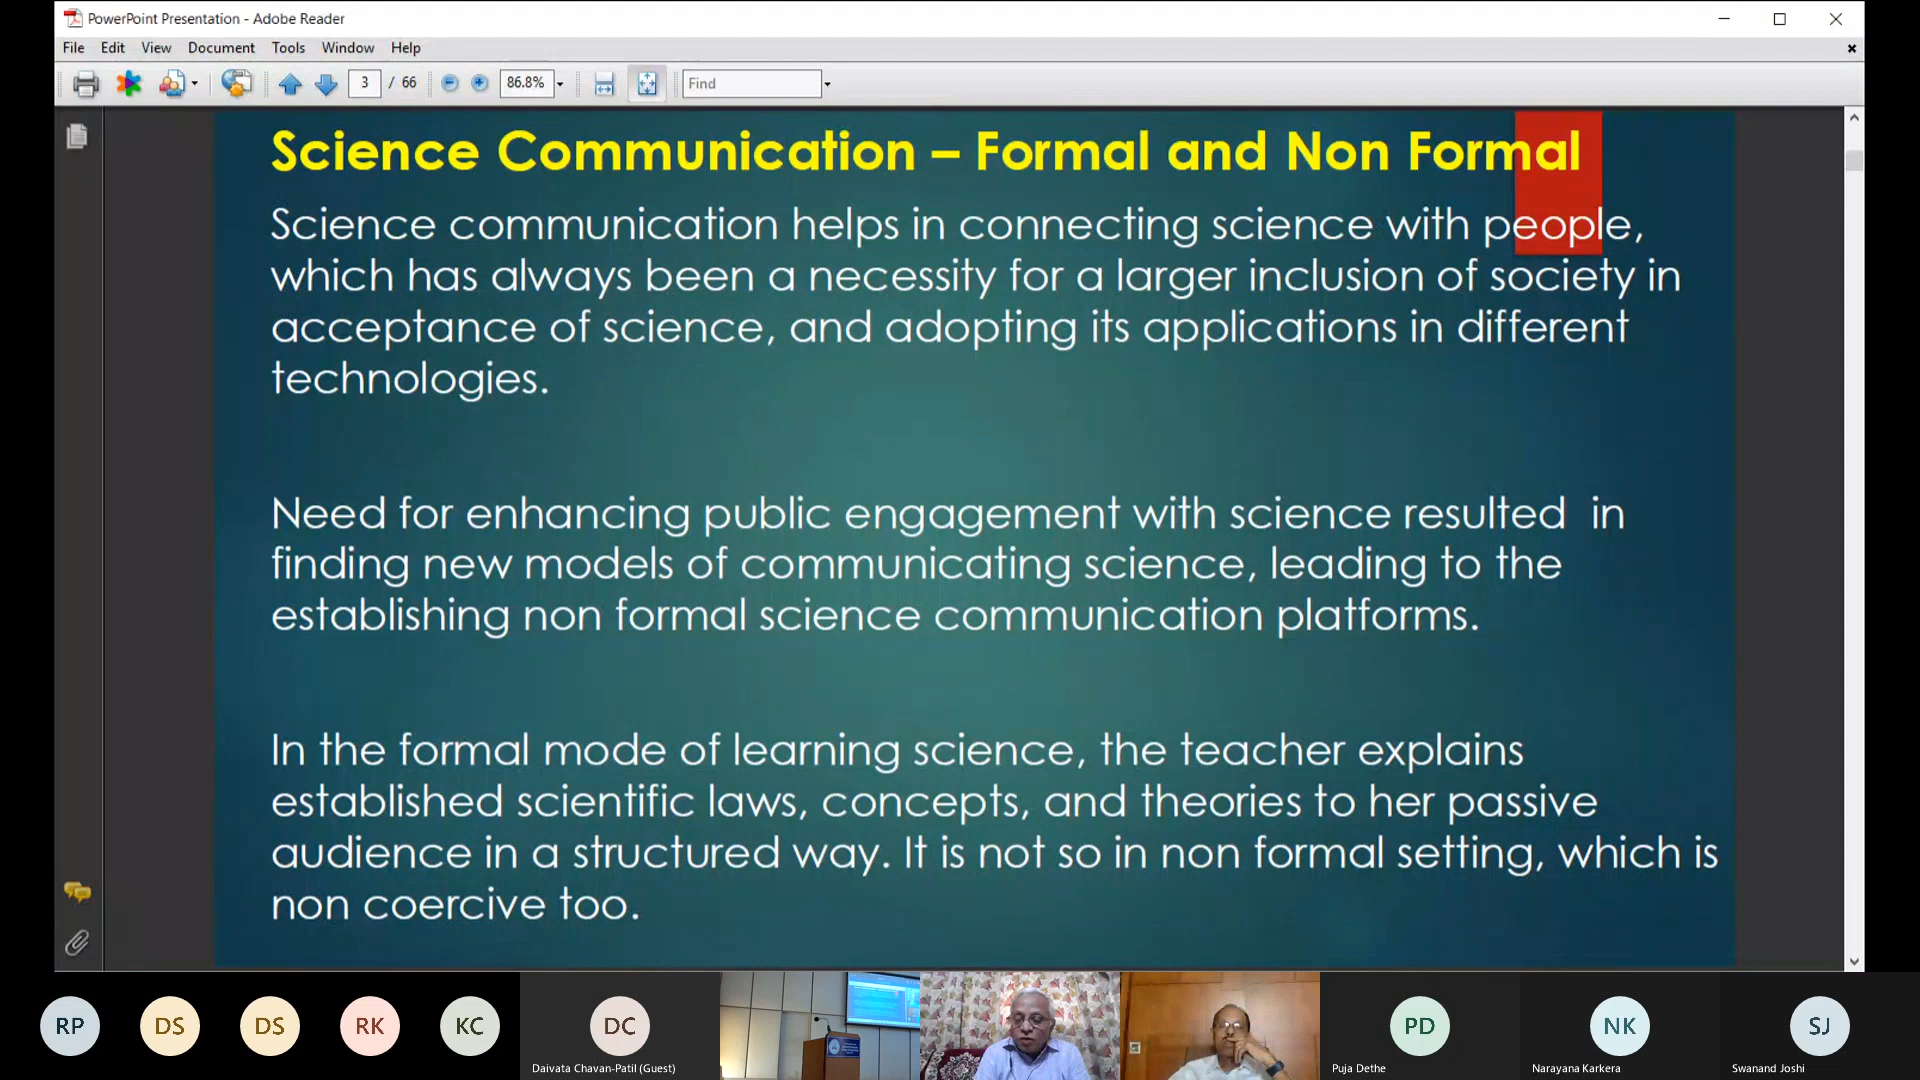 PowerPoint Presentation - Adobe Reader
File Edit View Document Tools Window Help
3 / 66 86.8% Find
Science Communication – Formal and Non Formal
Science communication helps in connecting science with people,
which has always been a necessity for a larger inclusion of society in
acceptance of science, and adopting its applications in different
technologies.
Need for enhancing public engagement with science resulted in
finding new models of communicating science, leading to the
establishing non formal science communication platforms.
In the formal mode of learning science, the teacher explains
established scientific laws, concepts, and theories to her passive
audience in a structured way. It is not so in non formal setting, which is
non coercive too.
RP DS DS RK KC DC PD NK SJ
Daivata Chavan-Patil (Guest) Puja Dethe Narayana Karkera Swanand Joshi